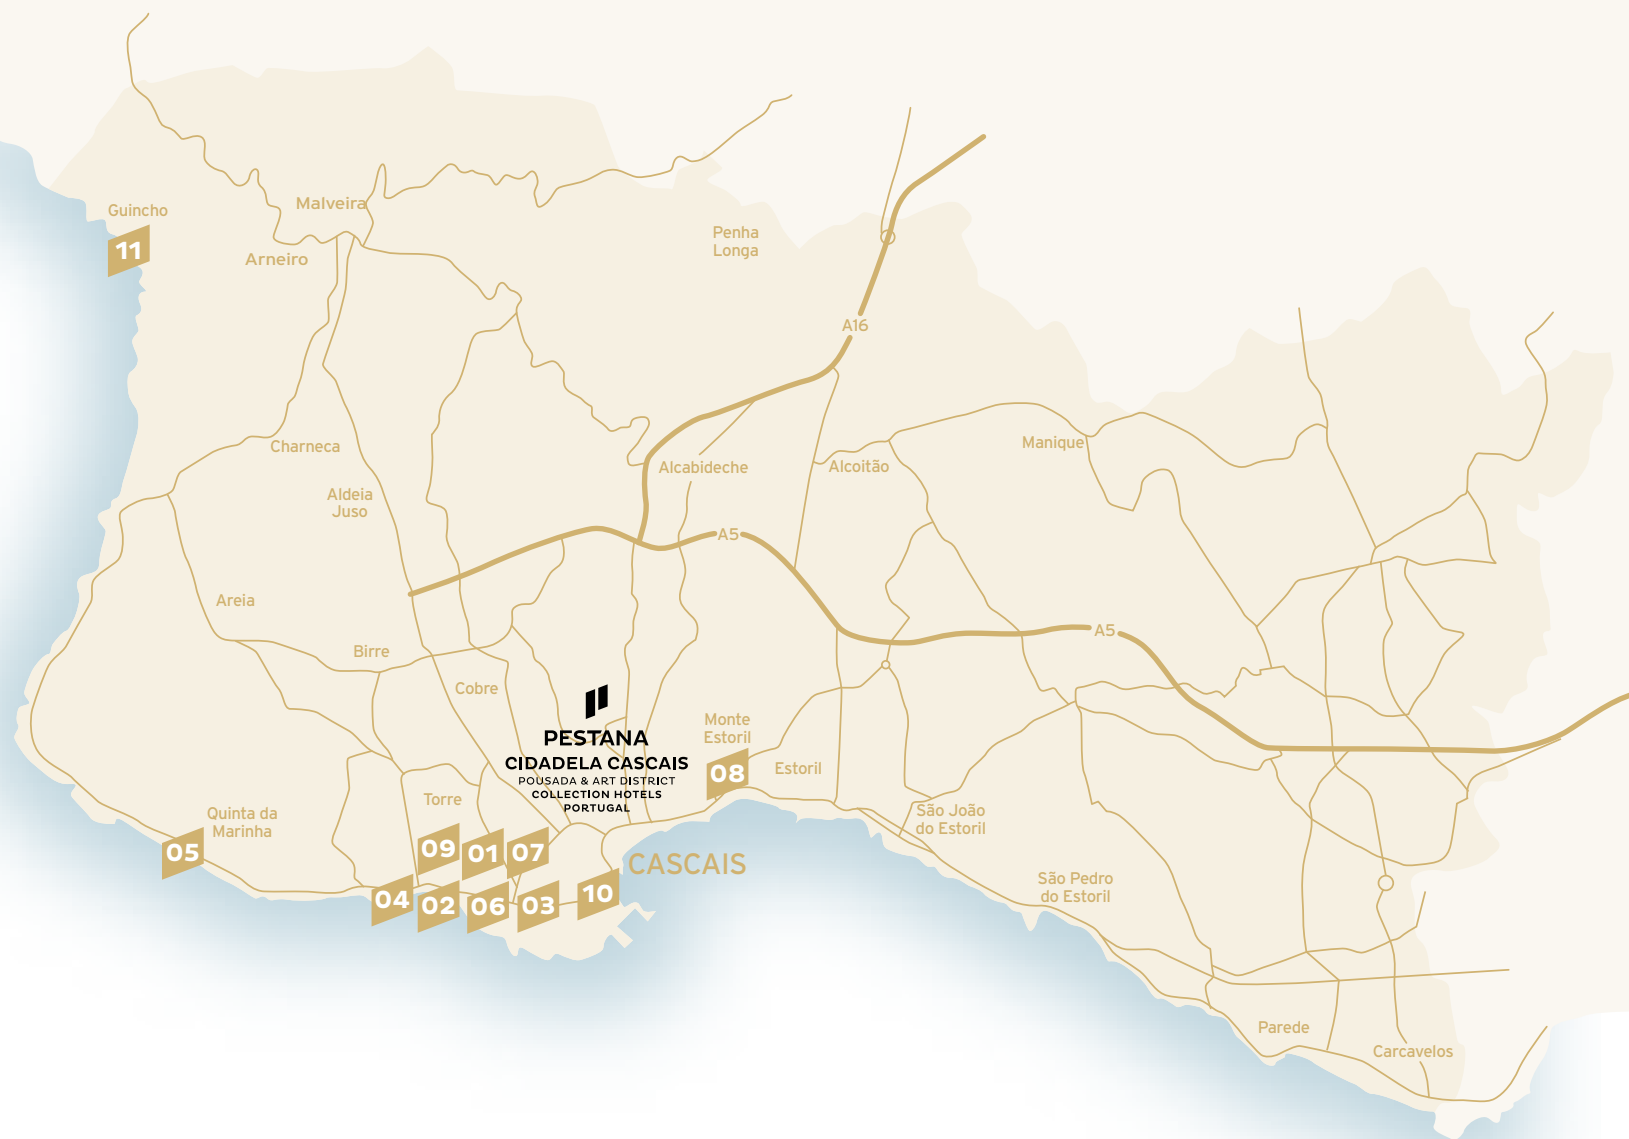 Guincho
11
Malveira
Arneiro
Penha
Longa
A16
Charneca
Aldeia
Juso
Alcabideche
Alcoitão
Manique
A5
Areia
Birre
A5
Cobre
PESTANA
CIDADELA CASCAIS
POUSADA & ART DISTRICT
COLLECTION HOTELS
PORTUGAL
Monte
Estoril
08
Estoril
Torre
Quinta da
Marinha
05
09
01
07
CASCAIS
04
02
06
03
10
São João
do Estoril
São Pedro
do Estoril
Parede
Carcavelos